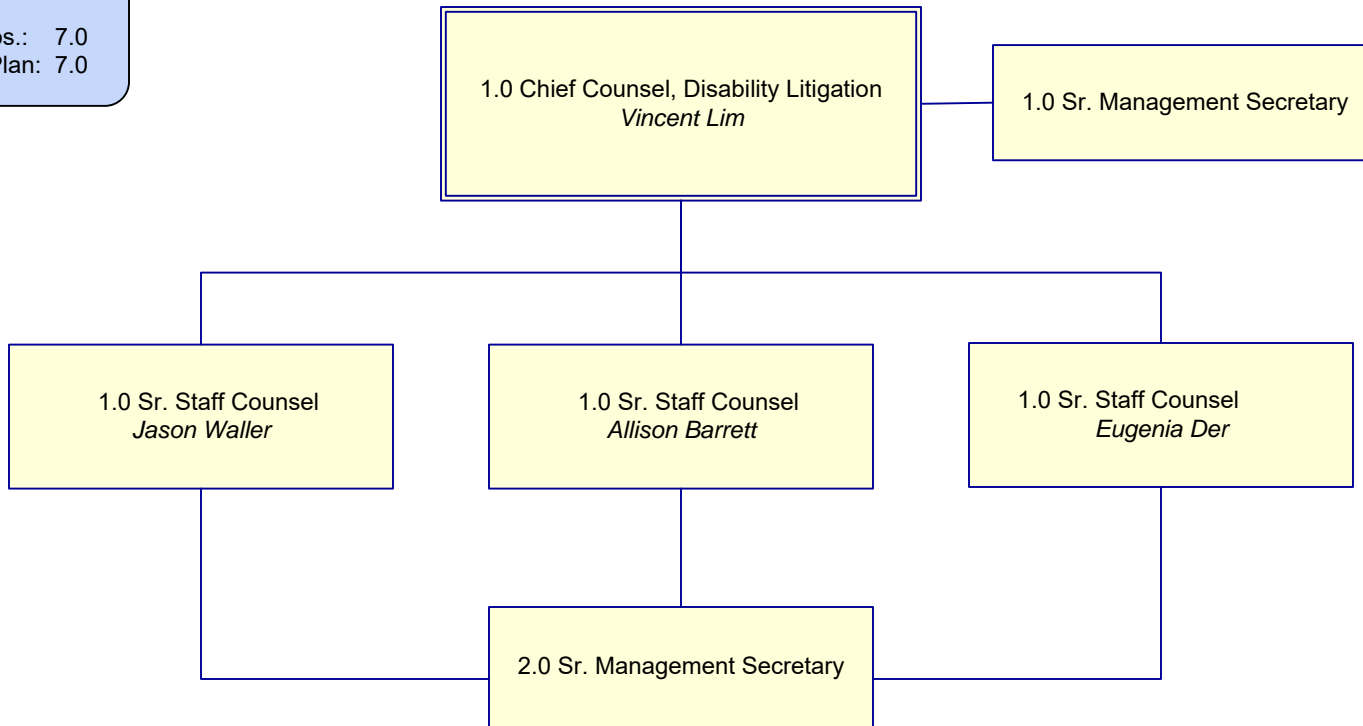 7.0
7.0
1.0 Chief Counsel, Disability Litigation
Vincent Lim
1.0 Sr. Management Secretary
1.0 Sr. Staff Counsel
Jason Waller
1.0 Sr. Staff Counsel
Allison Barrett
1.0 Sr. Staff Counsel
Eugenia Der
2.0 Sr. Management Secretary